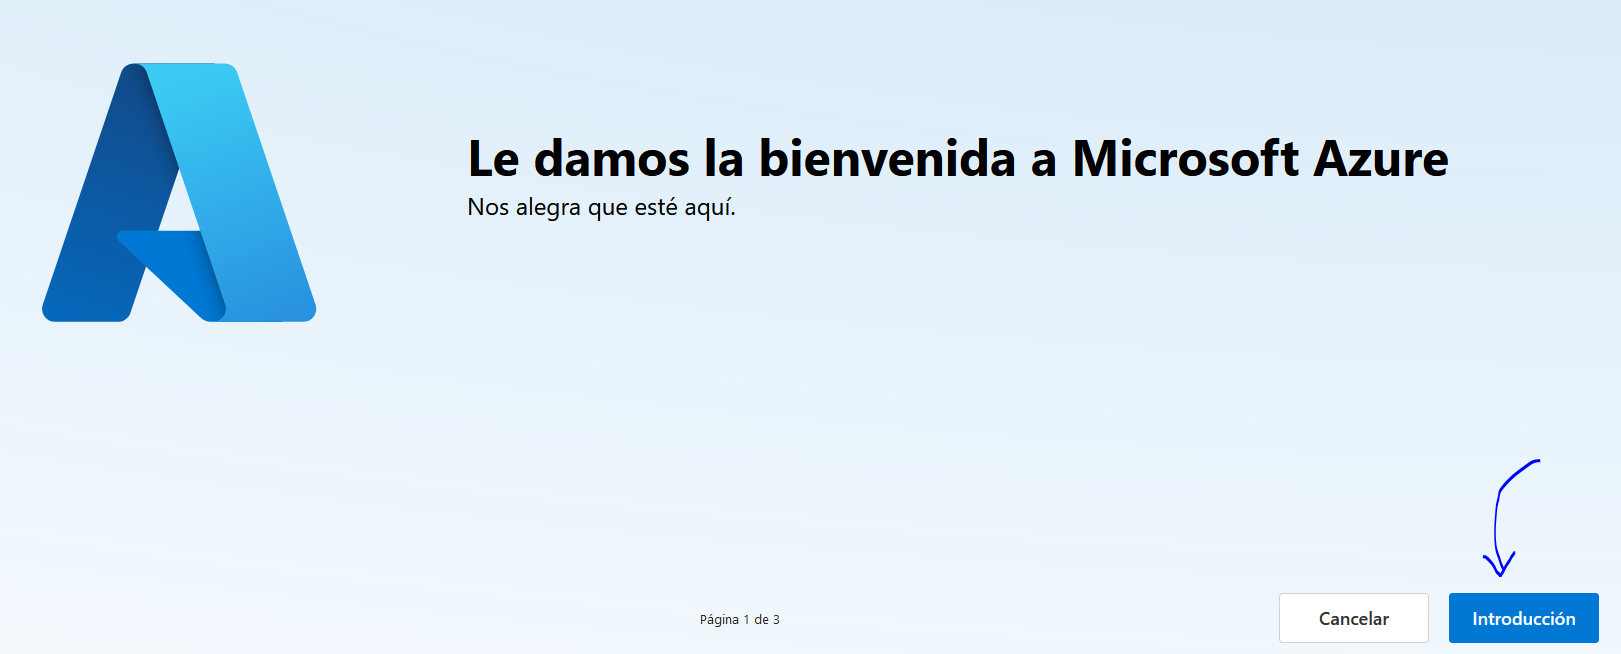 Le damos la bienvenida a Microsoft Azure
Nos alegra que esté aquí.
Página 1 de 3
Cancelar
Introducción